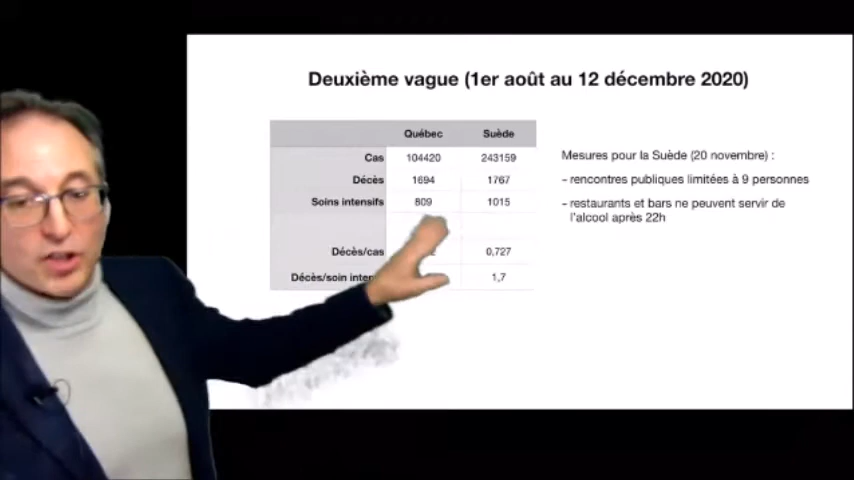 Deuxième vague (1er août au 12 décembre 2020)
Québec Suède
Cas 104420 243159
Décès 1694 1767
Soins intensifs 809 1015
Décès/cas 0,727
Décès/soin 1,7
Mesures pour la Suède (20 novembre) :
- rencontres publiques limitées à 9 personnes
- restaurants et bars ne peuvent servir de
l'alcool après 22h